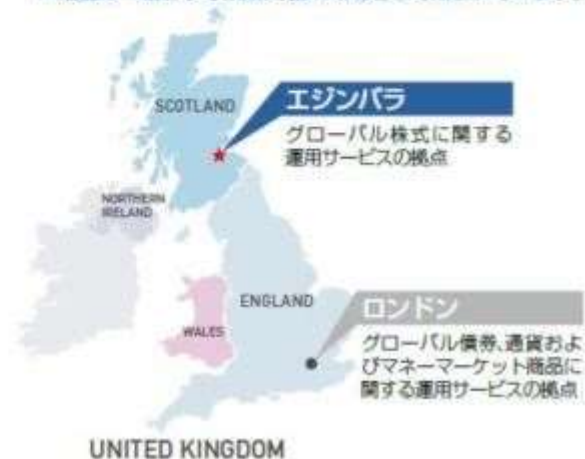 SCOTLAND
エジンバラ
グローバル株式に関する
運用サービスの拠点
NORTHERN
IRELAND
ENGLAND
WALES
ロンドン
グローバル債券、通貨およ
びマネーマーケット商品に
関する運用サービスの拠点
UNITED KINGDOM